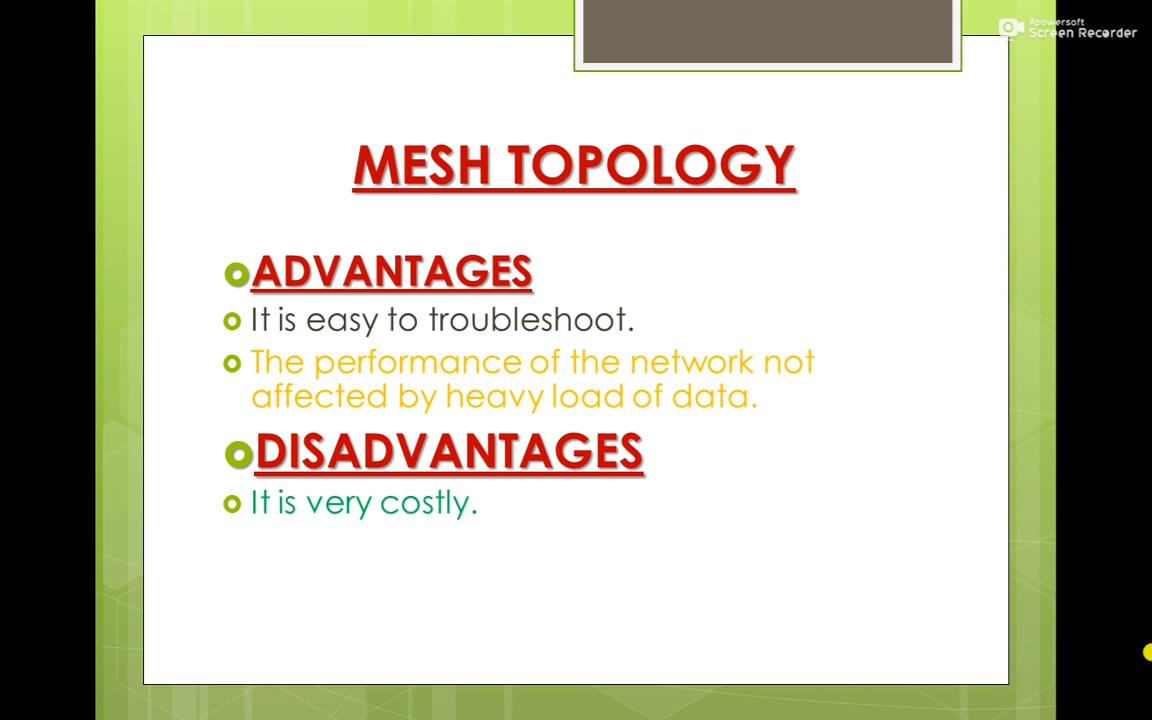 Apowersoft
Screen Recorder
MESH TOPOLOGY
ADVANTAGES
It is easy to troubleshoot.
The performance of the network not
affected by heavy load of data.
DISADVANTAGES
It is very costly.